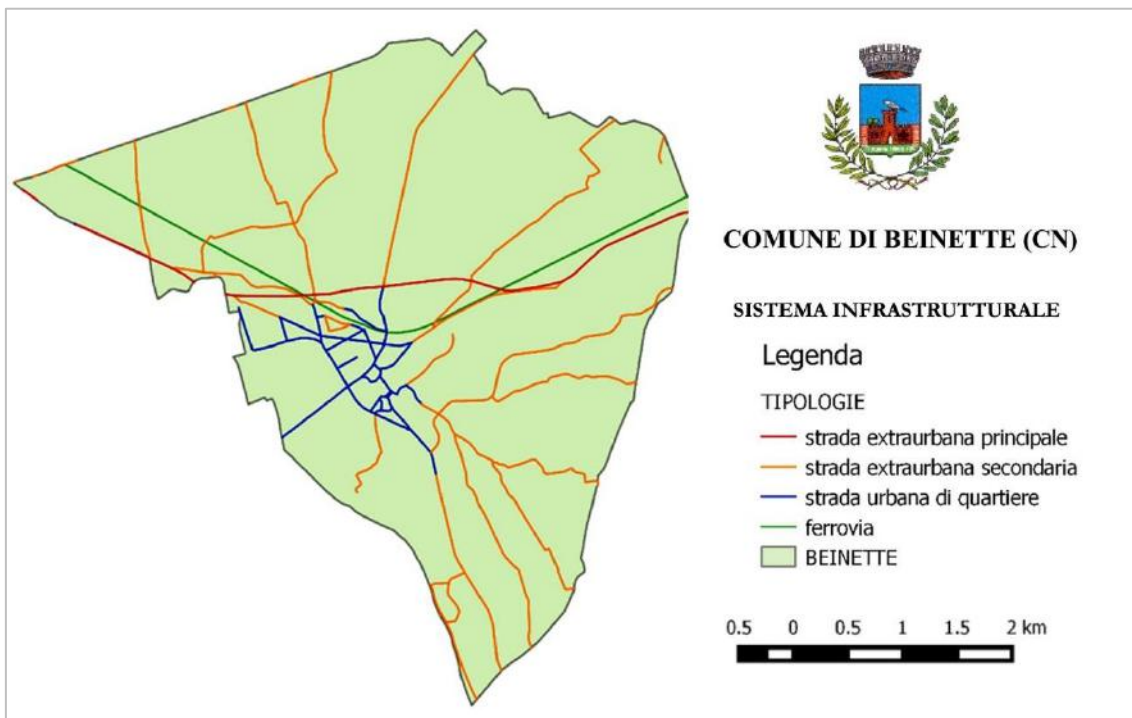 COMUNE DI BEINETTE (CN)
SISTEMA INFRASTRUTTURALE
Legenda
TIPOLOGIE
strada extraurbana principale
strada extraurbana secondaria
strada urbana di quartiere
ferrovia
BEINETTE
0.5 0 0.5 1 1.5 2 km